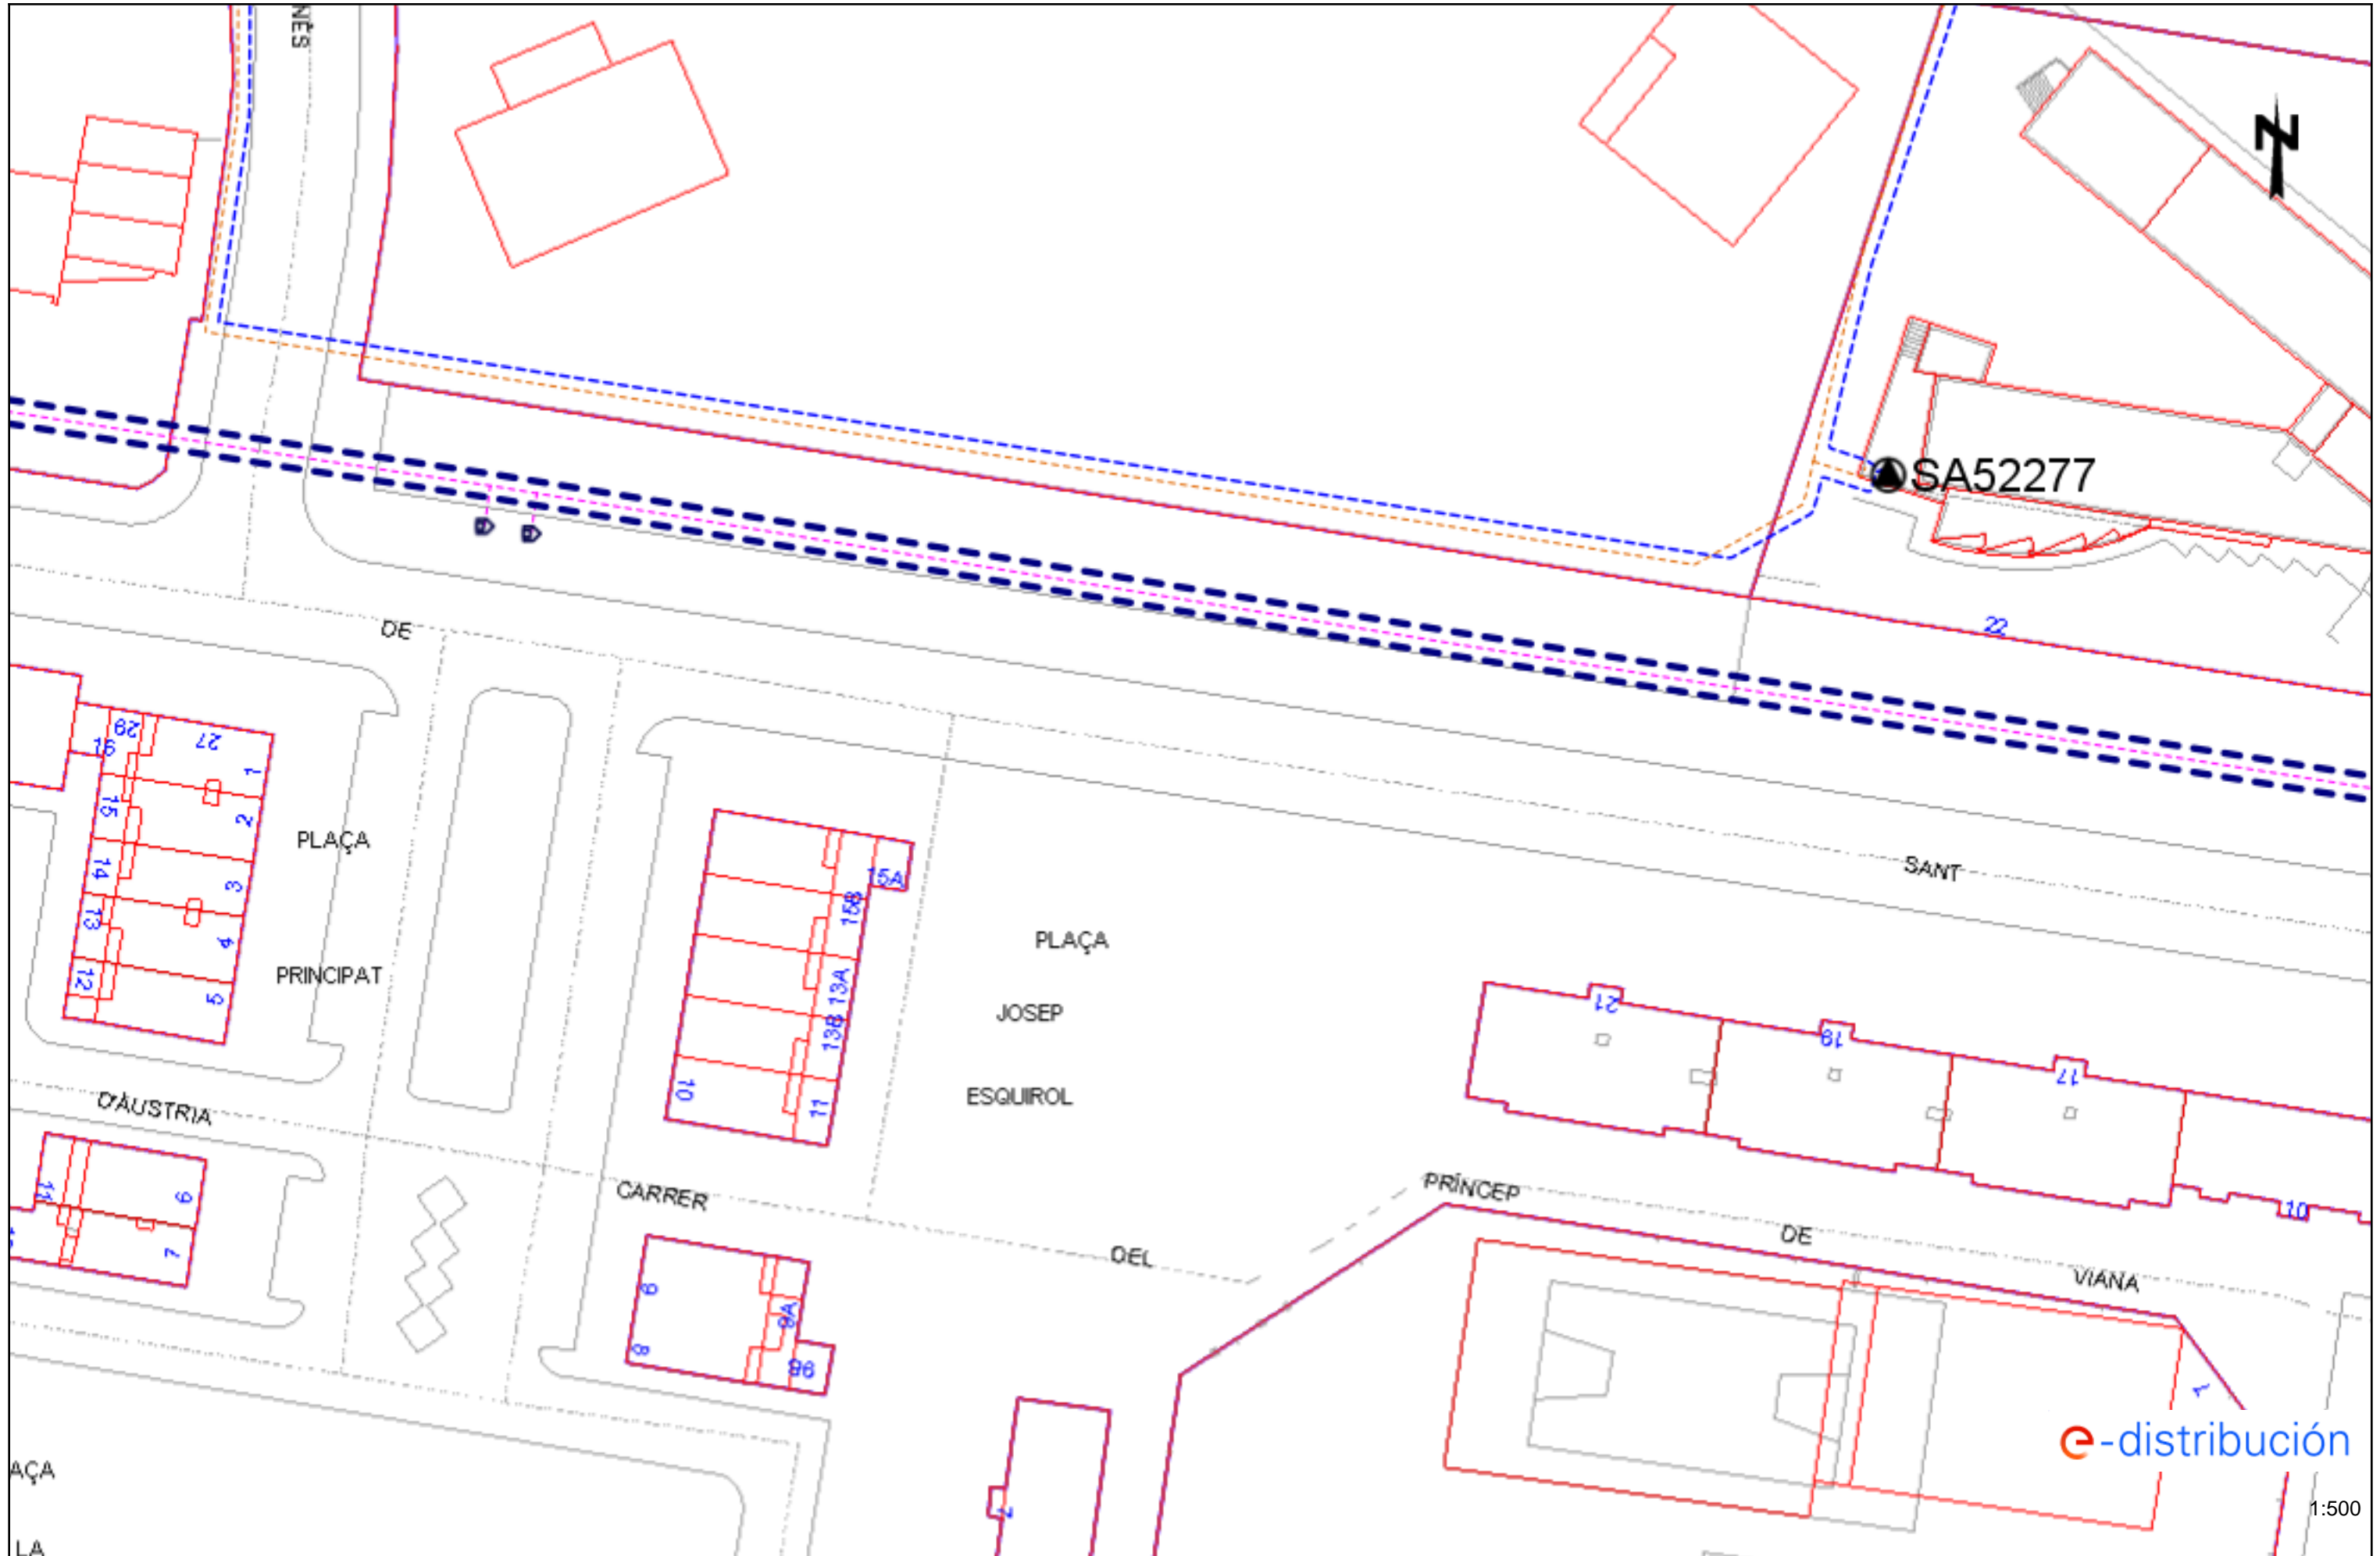 NÈS
N
SA52277
22
DE
29
27
16
1
15
2
PLAÇA
14
3
15A
SANT
13
15B
4
PLAÇA
12
PRINCIPAT
5
13A
21
JOSEP
13B
19
17
10
ESQUIROL
11
D'ÀUSTRIA
11
6
CARRER
PRÍNCEP
10
7
DEL
DE
VIANA
9
9A
8
9B
1
e-distribución
AÇA
7
1:500
LA